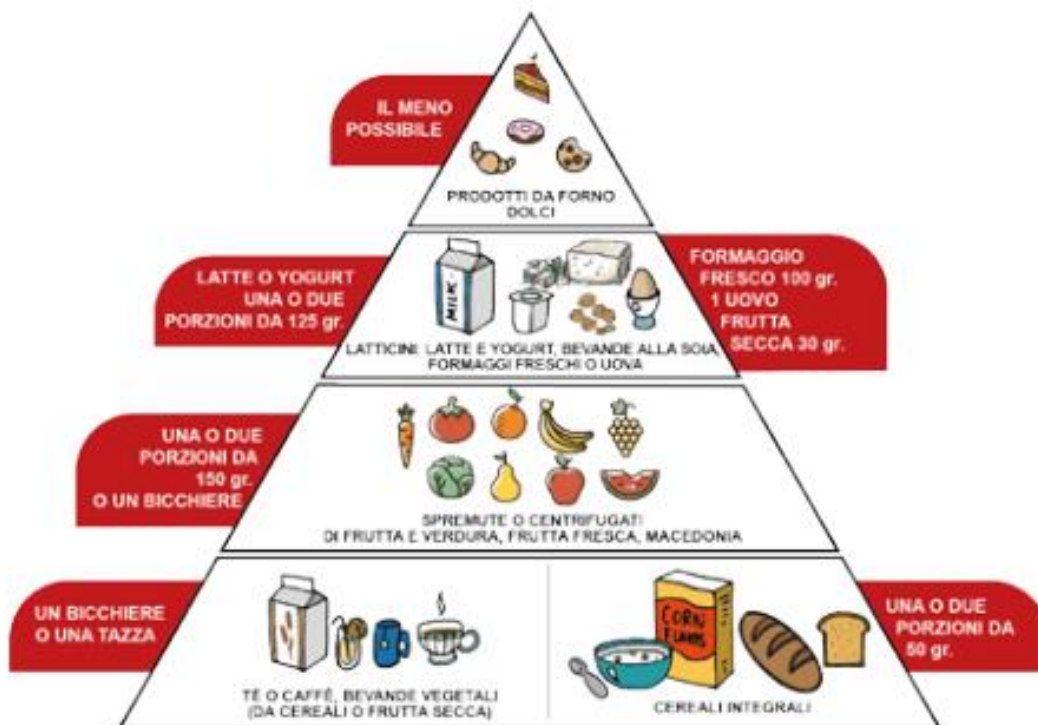 IL MENO
POSSIBILE
PRODOTTI DA FORNO
DOLCI
LATTE O YOGURT
UNA O DUE
PORZIONI DA 125 gr.
MILK
FORMAGGIO
FRESCO 100 gr.
1 UOVO
FRUTTA
SECCA 30 gr.
LATTICINI: LATTE E YOGURT, BEVANDE ALLA SOIA,
FORMAGGI FRESCHI O UOVA
UNA O DUE
PORZIONI DA
150 gr.
O UN BICCHIERE
SPREMUTE O CENTRIFUGATI
DI FRUTTA E VERDURA, FRUTTA FRESCA, MACEDONIA
UN BICCHIERE
O UNA TAZZA
TÈ O CAFFÈ, BEVANDE VEGETALI
(DA CEREALI O FRUTTA SECCA)
CORN
FLAKES
CEREALI INTEGRALI
UNA O DUE
PORZIONI DA
50 gr.